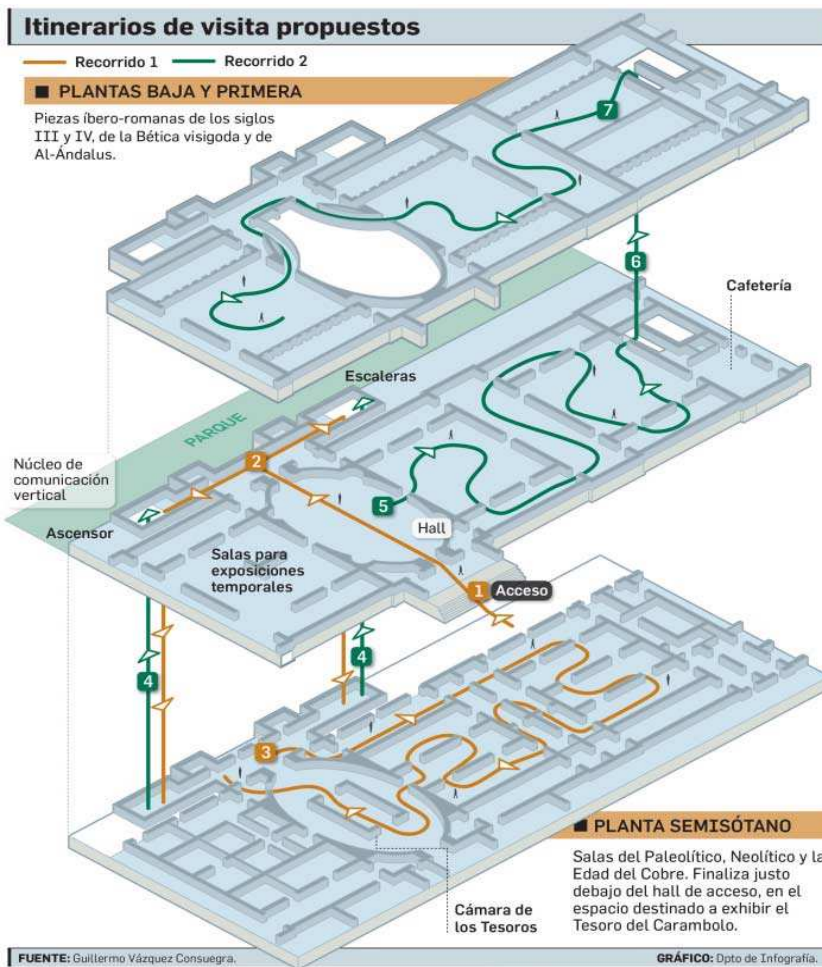 Itinerarios de visita propuestos
Recorrido 1
Recorrido 2
■ PLANTAS BAJA Y PRIMERA
Piezas íbero-romanas de los siglos
III y IV, de la Bética visigoda y de
Al-Ándalus.
7
6
Cafetería
Escaleras
PARQUE
Núcleo de
comunicación
vertical
2
5
Hall
Ascensor
Salas para
exposiciones
temporales
1 Acceso
4
4
3
■ PLANTA SEMISÓTANO
Salas del Paleolítico, Neolítico y la
Edad del Cobre. Finaliza justo
debajo del hall de acceso, en el
espacio destinado a exhibir el
Tesoro del Carambolo.
Cámara de
los Tesoros
FUENTE: Guillermo Vázquez Consuegra.
GRÁFICO: Dpto de Infografía.